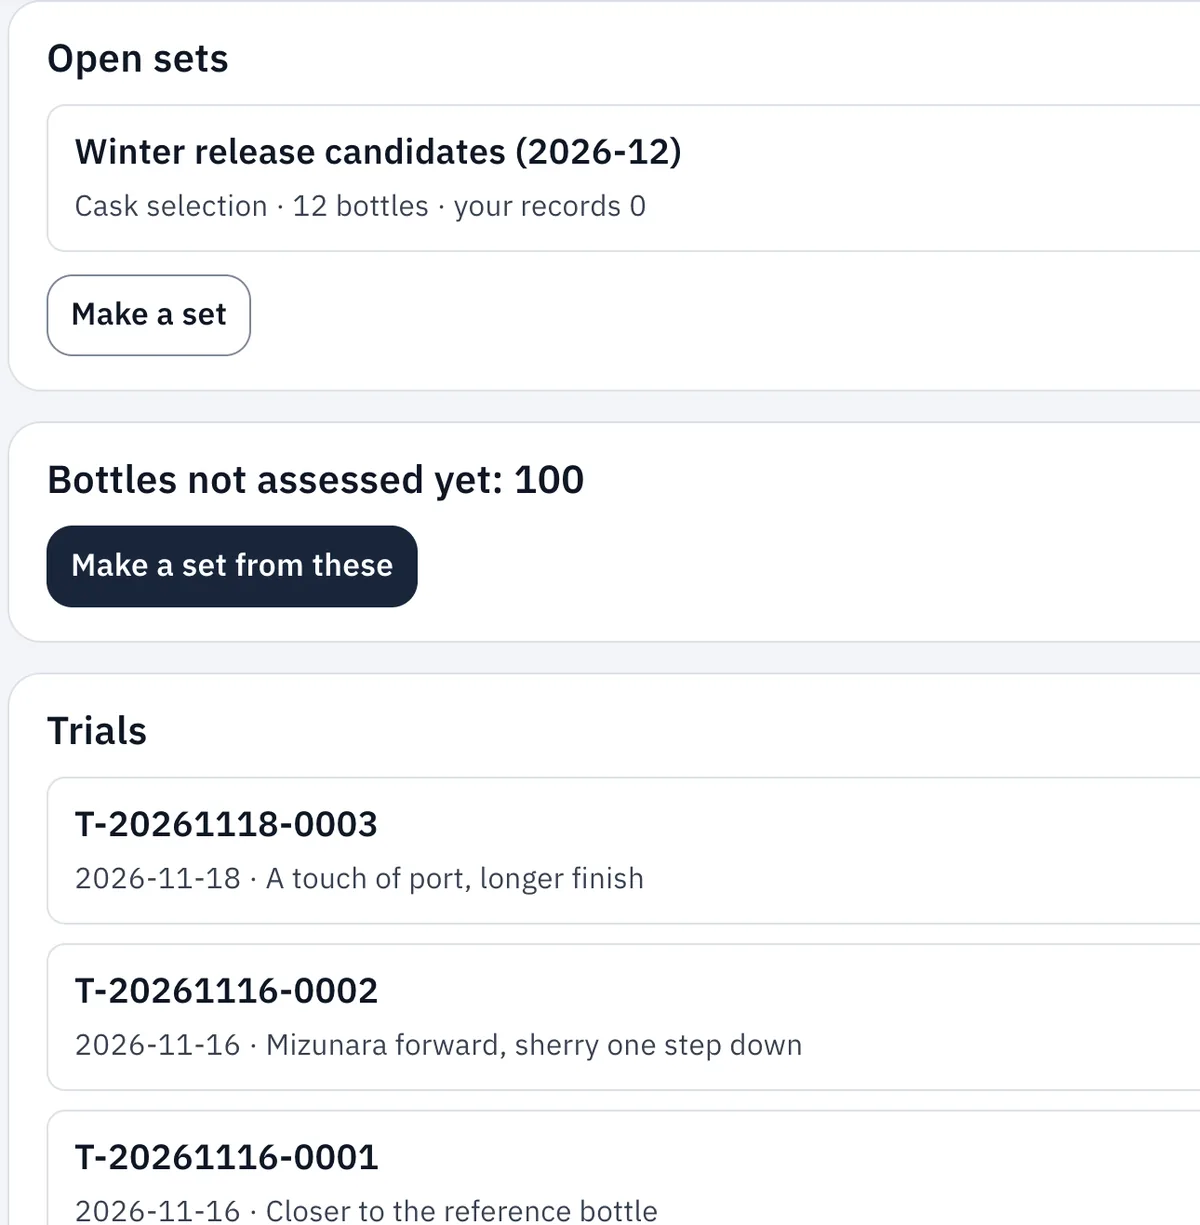 Open sets
Winter release candidates (2026-12)
Cask selection · 12 bottles · your records 0
Make a set
Bottles not assessed yet: 100
Make a set from these
Trials
T-20261118-0003
2026-11-18 · A touch of port, longer finish
T-20261116-0002
2026-11-16 · Mizunara forward, sherry one step down
T-20261116-0001
2026-11-16 · Closer to the reference bottle